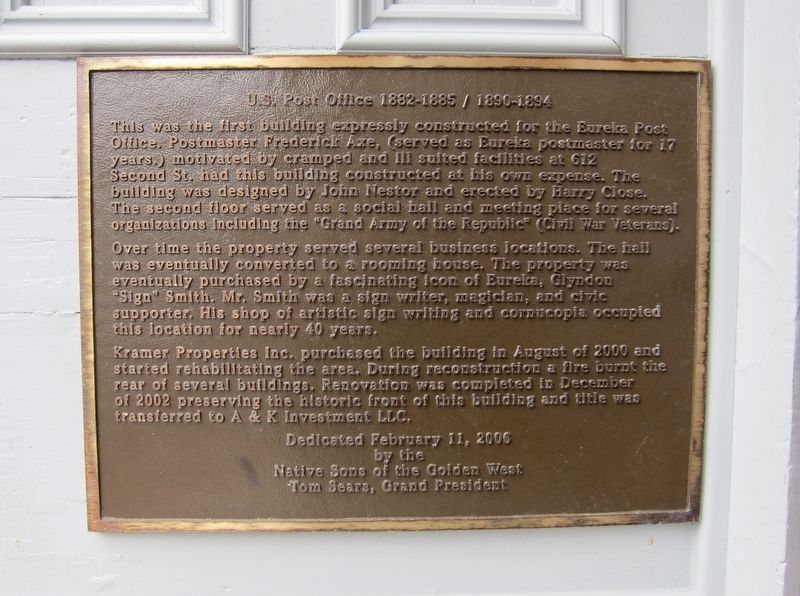 U.S. Post Office 1882-1885 / 1890-1894
This was the first building expressly constructed for the Eureka Post
Office. Postmaster Frederick Axe, (served as Eureka postmaster for 17
years.) motivated by cramped and ill suited facilities at 612
Second St. had this building constructed at his own expense. The
building was designed by John Nestor and erected by Harry Close.
The second floor served as a social hall and meeting place for several
organizations including the "Grand Army of the Republic" (Civil War Veterans).
Over time the property served several business locations. The hall
was eventually converted to a rooming house. The property was
eventually purchased by a fascinating icon of Eureka, Glyndon
"Sign" Smith. Mr. Smith was a sign writer, magician, and civic
supporter. His shop of artistic sign writing and cornucopia occupied
this location for nearly 40 years.
Kramer Properties Inc. purchased the building in August of 2000 and
started rehabilitating the area. During reconstruction a fire burnt the
rear of several buildings. Renovation was completed in December
of 2002 preserving the historic front of this building and title was
transferred to A & K Investment LLC.
Dedicated February 11, 2006
by the
Native Sons of the Golden West
Tom Sears, Grand President